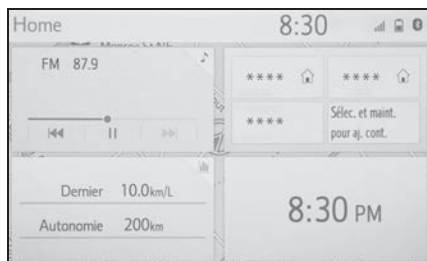 Home 8:30
FM 87.9
**** ****
**** Sélec. et maint.
pour aj. cont.
Dernier 10.0km/L
Autonomie 200km
8:30 PM